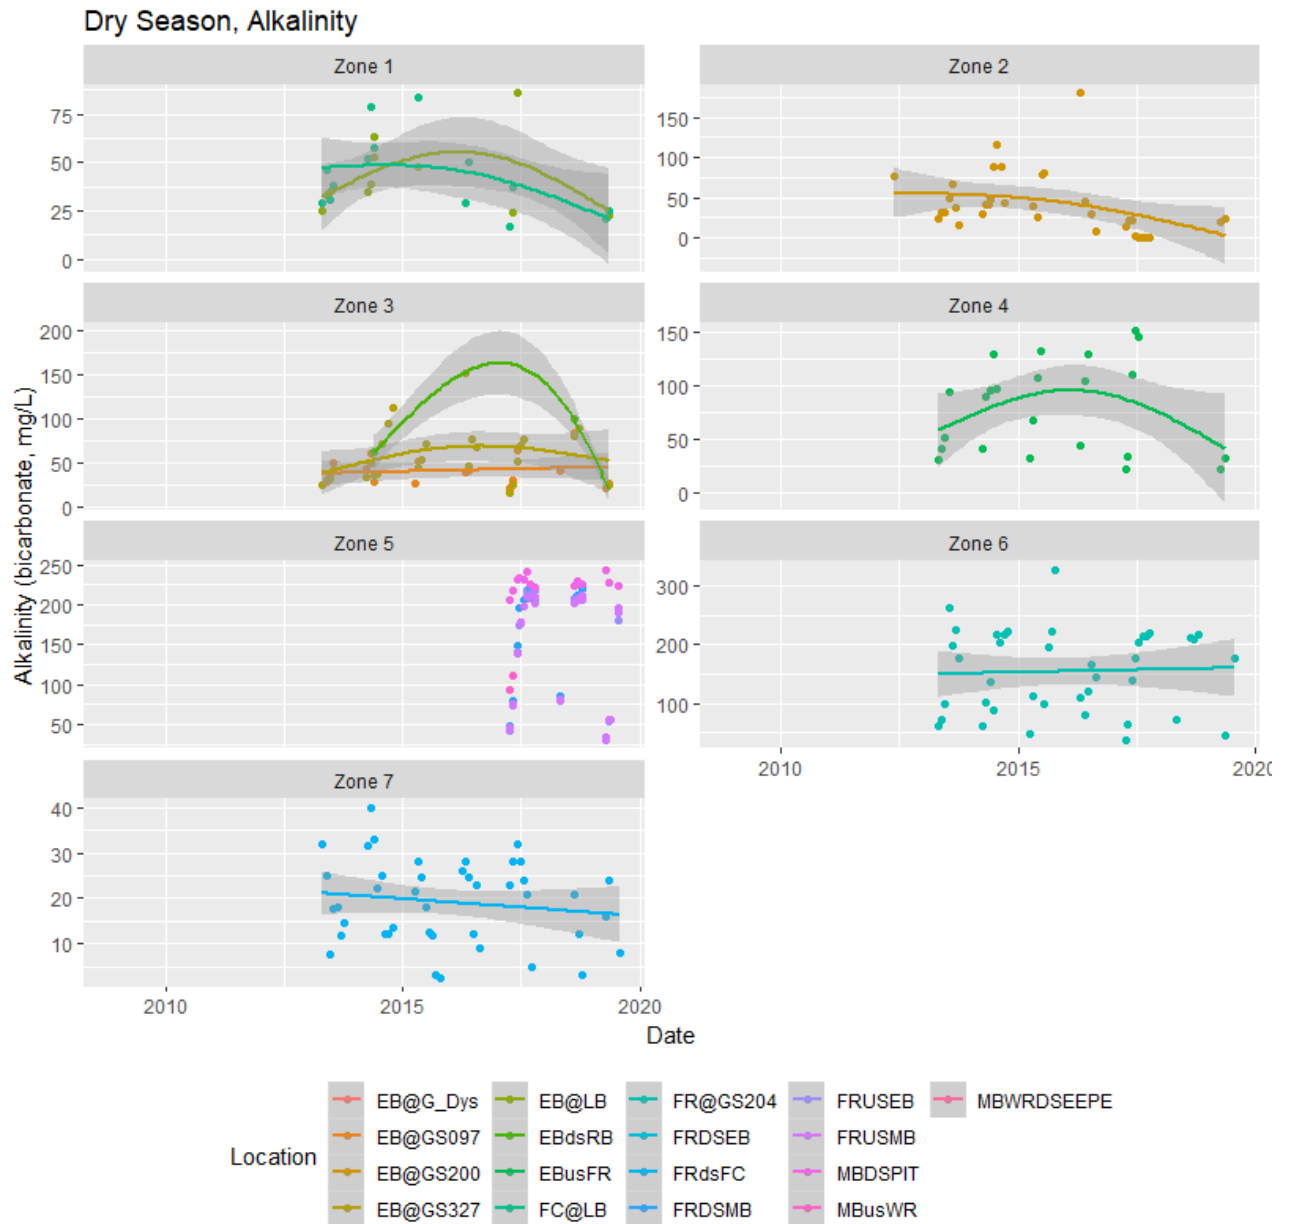 Dry Season, Alkalinity
Zone 1
75
50
25
0
Zone 2
150
100
50
0
Zone 3
200
150
100
50
0
Zone 4
150
100
50
0
Alkalinity (bicarbonate, mg/L)
Zone 5
250
200
150
100
50
Zone 6
300
200
100
2010 2015 2020
Zone 7
40
30
20
10
2010 2015 2020
Date
Location
EB@G_Dys EB@LB FR@GS204 FRUSEB MBWRDSEEPE
EB@GS097 EBdsRB FRDSEB FRUSMB
EB@GS200 EBusFR FRdsFC MBDSPIT
EB@GS327 FC@LB FRDSMB MBusWR